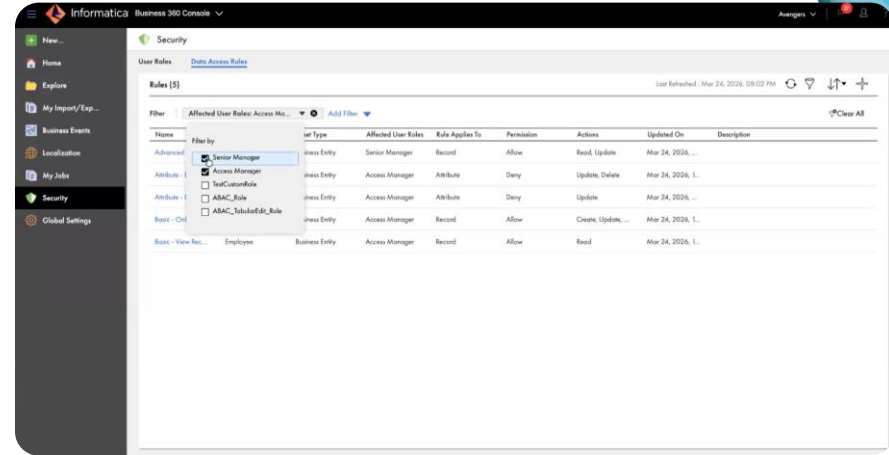 Informatica Business 360 Console
Avengers
New...
Home
Explore
My Import/Exp...
Business Events
Localization
My Jobs
Security
Global Settings
Security
User Roles Data Access Rules
Rules (5)
Last Refreshed : Mar 24, 2026, 08:02 PM
Filter Affected User Roles: Access Ma... Add Filter Clear All
Name set Type Affected User Roles Rule Applies To Permission Actions Updated On Description
Advanced siness Entity Senior Manager Record Allow Read, Update Mar 24, 2026, ...
Attribute - siness Entity Access Manager Attribute Deny Update, Delete Mar 24, 2026, 1...
Attribute - siness Entity Access Manager Attribute Deny Update Mar 24, 2026, 1...
Basic - Onl siness Entity Access Manager Record Allow Create, Update, ... Mar 24, 2026, 1...
Basic - View Rec... Employee Business Entity Access Manager Record Allow Read Mar 24, 2026, 1...
Filter by
Senior Manager
Access Manager
TestCustomRole
ABAC_Role
ABAC_TabularEdit_Role